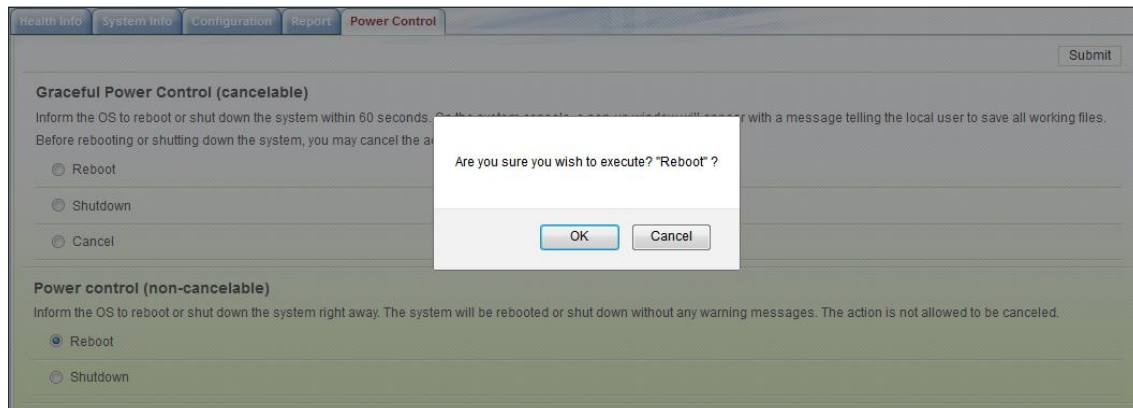 Health Info System Info Configuration Report Power Control
Submit
Graceful Power Control (cancelable)
Inform the OS to reboot or shut down the system within 60 seconds. r with a message telling the local user to save all working files.
Before rebooting or shutting down the system, you may cancel the
Are you sure you wish to execute? "Reboot" ?
Reboot
Shutdown
OK Cancel
Cancel
Power control (non-cancelable)
Inform the OS to reboot or shut down the system right away. The system will be rebooted or shut down without any warning messages. The action is not allowed to be canceled.
Reboot
Shutdown